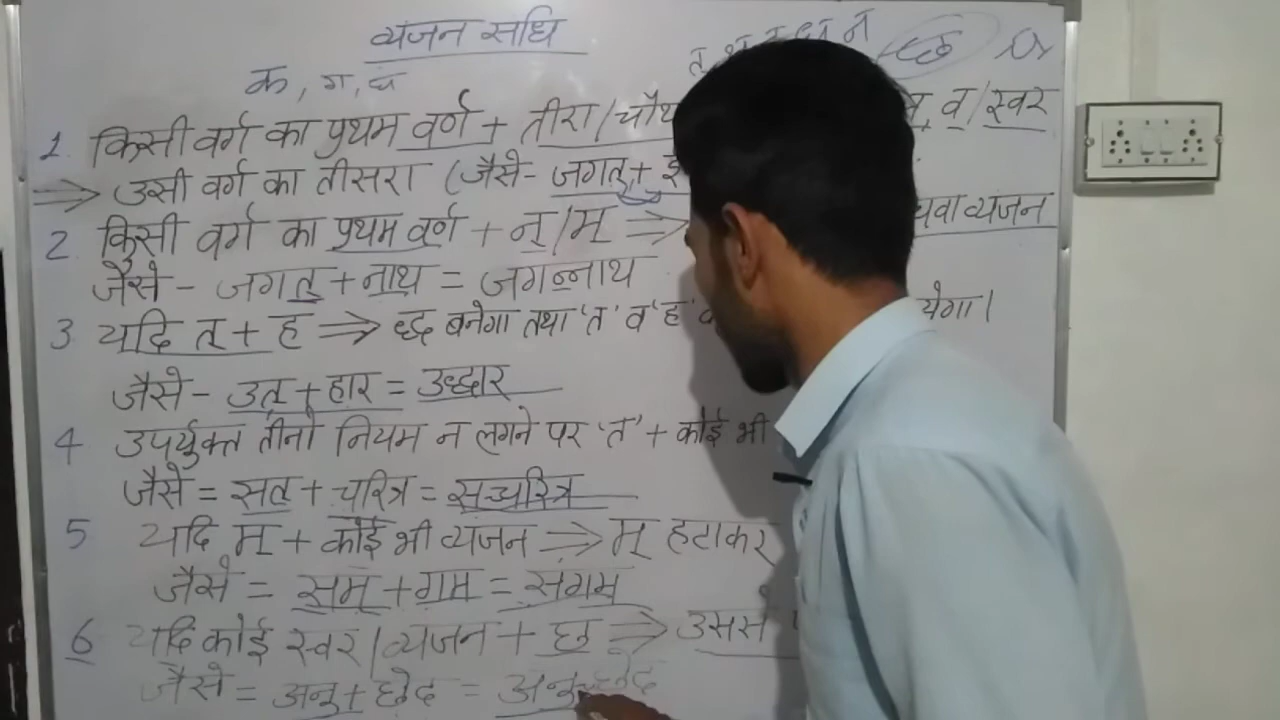 व्यंजन संधि
त थ द ध न
क, ग, घ
1. किसी वर्ग का प्रथम वर्ण + तीरा/चौथ व/स्वर
⇒ उसी वर्ग का तीसरा (जैसे- जगत्+ई
2. किसी वर्ग का प्रथम वर्ण + न्/म् ⇒ चवा व्यंजन
जैसे - जगत् + नाथ = जगन्नाथ
3 यदि त् + ह ⇒ द्ध बनेगा तथा 'त' व 'ह' येगा।
जैसे- उत् + हार = उद्धार
4 उपर्युक्त तीनो नियम न लगने पर 'त' + कोई भी
जैसे = सत् + चरित्र = सच्चरित्र
5 यदि म् + कोई भी व्यंजन ⇒ म् हटाकर
जैसे = सम् + गम = संगम
6 यदि कोई स्वर/व्यंजन + छ ⇒ उससे
जैसे = अनु + छेद = अनुच्छेद